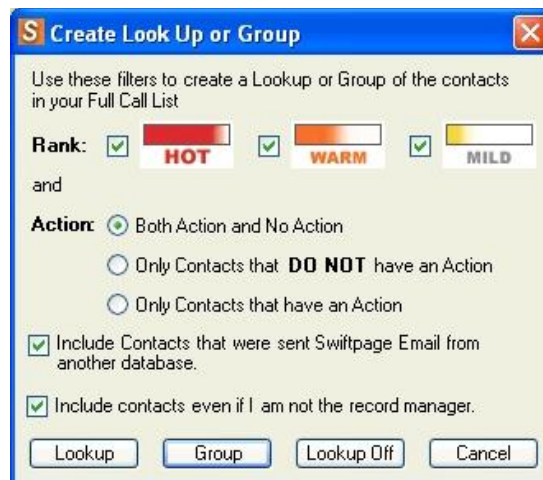 S Create Look Up or Group
Use these filters to create a Lookup or Group of the contacts
in your Full Call List
Rank: HOT WARM MILD
and
Action: Both Action and No Action
Only Contacts that DO NOT have an Action
Only Contacts that have an Action
Include Contacts that were sent Swiftpage Email from
another database.
Include contacts even if I am not the record manager.
Lookup Group Lookup Off Cancel